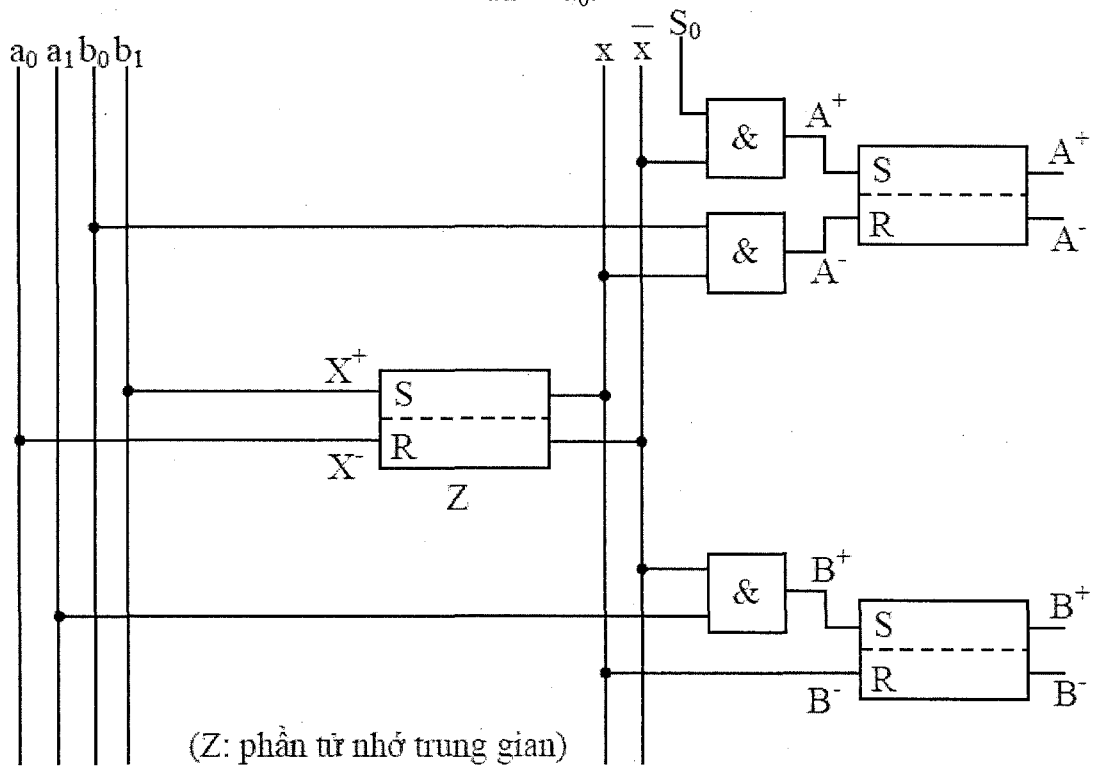 S₀
a₀ a₁ b₀ b₁ x x̅
& A⁺
S A⁺
R A⁻
& A⁻
X⁺ S
X⁻ R
Z
& B⁺
S B⁺
B⁻ R B⁻
(Z: phần tử nhớ trung gian)